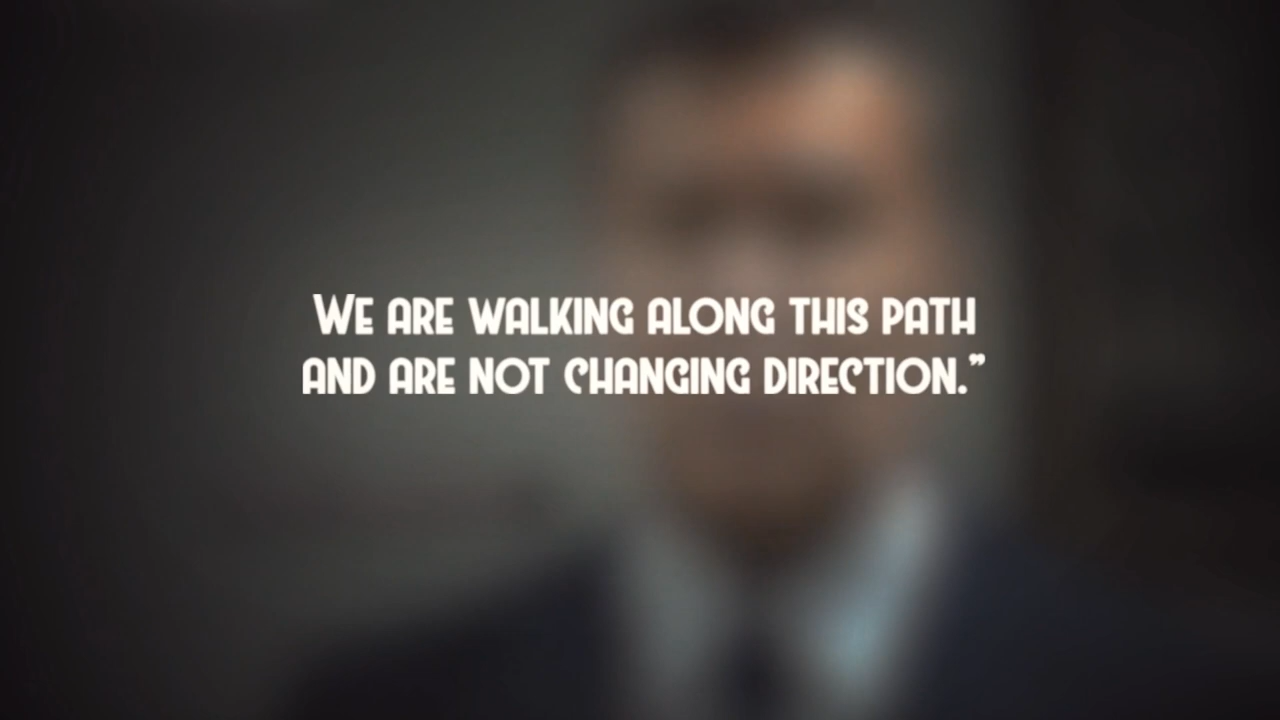 We are walking along this path
and are not changing direction.”